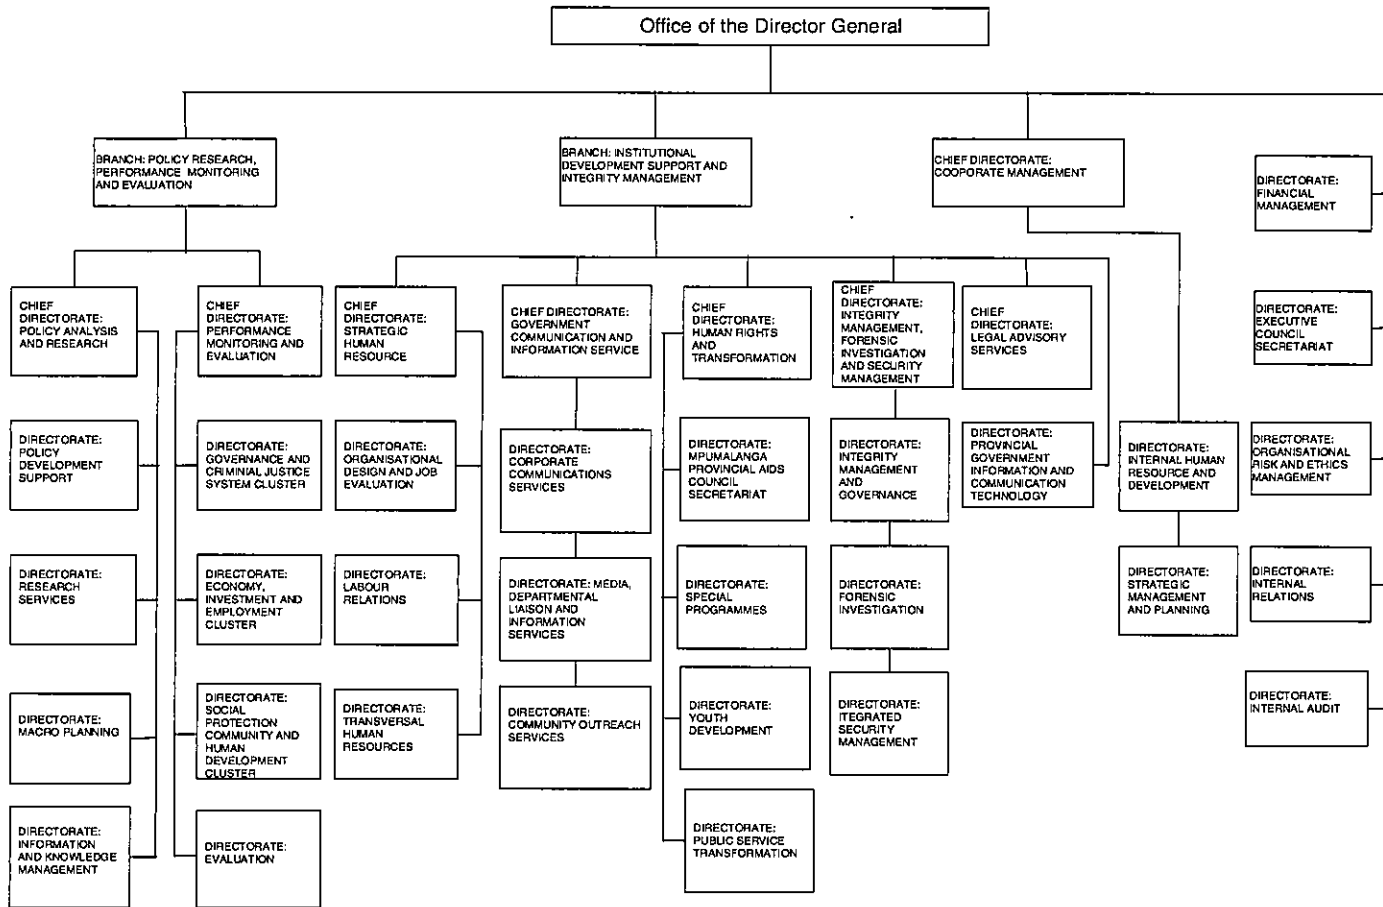 Office of the Director General
BRANCH: POLICY RESEARCH,
PERFORMANCE MONITORING
AND EVALUATION
BRANCH: INSTITUTIONAL
DEVELOPMENT SUPPORT AND
INTEGRITY MANAGEMENT
CHIEF DIRECTORATE:
COOPORATE MANAGEMENT
DIRECTORATE:
FINANCIAL
MANAGEMENT
CHIEF
DIRECTORATE:
POLICY ANALYSIS
AND RESEARCH
CHIEF
DIRECTORATE:
PERFORMANCE
MONITORING AND
EVALUATION
CHIEF
DIRECTORATE:
STRATEGIC
HUMAN
RESOURCE
CHIEF DIRECTORATE:
GOVERNMENT
COMMUNICATION AND
INFORMATION SERVICE
CHIEF
DIRECTORATE:
HUMAN RIGHTS
AND
TRANSFORMATION
CHIEF
DIRECTORATE:
INTEGRITY
MANAGEMENT,
FORENSIC
INVESTIGATION
AND SECURITY
MANAGEMENT
CHIEF
DIRECTORATE:
LEGAL ADVISORY
SERVICES
DIRECTORATE:
EXECUTIVE
COUNCIL
SECRETARIAT
DIRECTORATE:
POLICY
DEVELOPMENT
SUPPORT
DIRECTORATE:
GOVERNANCE AND
CRIMINIAL JUSTICE
SYSTEM CLUSTER
DIRECTORATE:
ORGANISATIONAL
DESIGN AND JOB
EVALUATION
DIRECTORATE:
CORPORATE
COMMUNICATIONS
SERVICES
DIRECTORATE:
MPUMALANGA
PROVINCIAL AIDS
COUNCIL
SECRETARIAT
DIRECTORATE:
INTEGRITY
MANAGEMENT
AND
GOVERNANCE
DIRECTORATE:
PROVINCIAL
GOVERNMENT
INFORMATION AND
COMMUNICATION
TECHNOLOGY
DIRECTORATE:
INTERNAL HUMAN
RESOURCE AND
DEVELOPMENT
DIRECTORATE:
ORGANISATIONAL
RISK AND ETHICS
MANAGEMENT
DIRECTORATE:
RESEARCH
SERVICES
DIRECTORATE:
ECONOMY,
INVESTMENT AND
EMPLOYMENT
CLUSTER
DIRECTORATE:
LABOUR
RELATIONS
DIRECTORATE: MEDIA,
DEPARTMENTAL
LIAISON AND
INFORMATION
SERVICES
DIRECTORATE:
SPECIAL
PROGRAMMES
DIRECTORATE:
FORENSIC
INVESTIGATION
DIRECTORATE:
STRATEGIC
MANAGEMENT
AND PLANNING
DIRECTORATE:
INTERNAL
RELATIONS
DIRECTORATE:
MACRO PLANNING
DIRECTORATE:
SOCIAL
PROTECTION
COMMUNITY AND
HUMAN
DEVELOPMENT
CLUSTER
DIRECTORATE:
TRANSVERSAL
HUMAN
RESOURCES
DIRECTORATE:
COMMUNITY OUTREACH
SERVICES
DIRECTORATE:
YOUTH
DEVELOPMENT
DIRECTORATE:
ITEGRATED
SECURITY
MANAGEMENT
DIRECTORATE:
INTERNAL AUDIT
DIRECTORATE:
INFORMATION
AND KNOWLEDGE
MANAGEMENT
DIRECTORATE:
EVALUATION
DIRECTORATE:
PUBLIC SERVICE
TRANSFORMATION